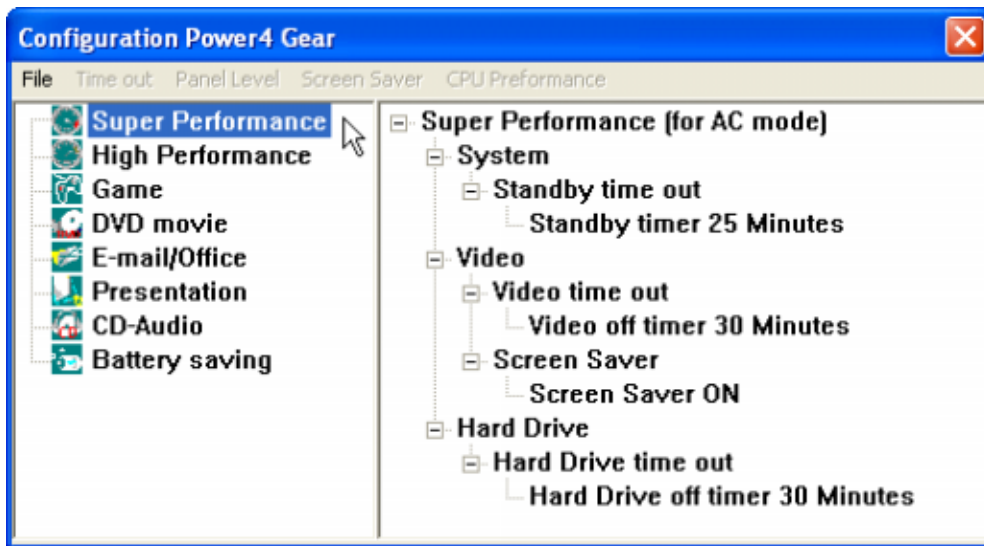 Configuration Power4 Gear
File Time out Panel Level Screen Saver CPU Preformance
Super Performance
High Performance
Game
DVD movie
E-mail/Office
Presentation
CD-Audio
Battery saving
Super Performance (for AC mode)
System
Standby time out
Standby timer 25 Minutes
Video
Video time out
Video off timer 30 Minutes
Screen Saver
Screen Saver ON
Hard Drive
Hard Drive time out
Hard Drive off timer 30 Minutes